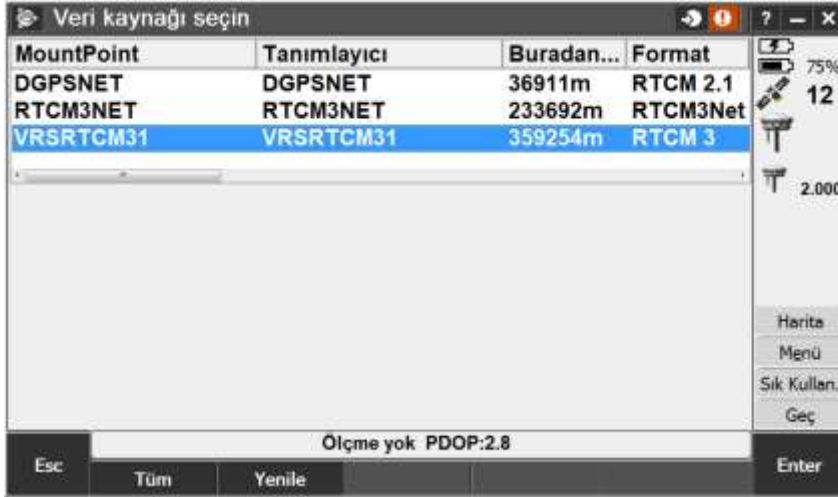 Veri kaynağı seçin ? – ×
MountPoint Tanımlayıcı Buradan... Format
DGPSNET DGPSNET 36911m RTCM 2.1
RTCM3NET RTCM3NET 233692m RTCM3Net
VRSRTCM31 VRSRTCM31 359254m RTCM 3
75%
12
2.000
Harita
Menü
Sık Kullan.
Geç
Ölçme yok PDOP:2.8
Esc Tüm Yenile Enter